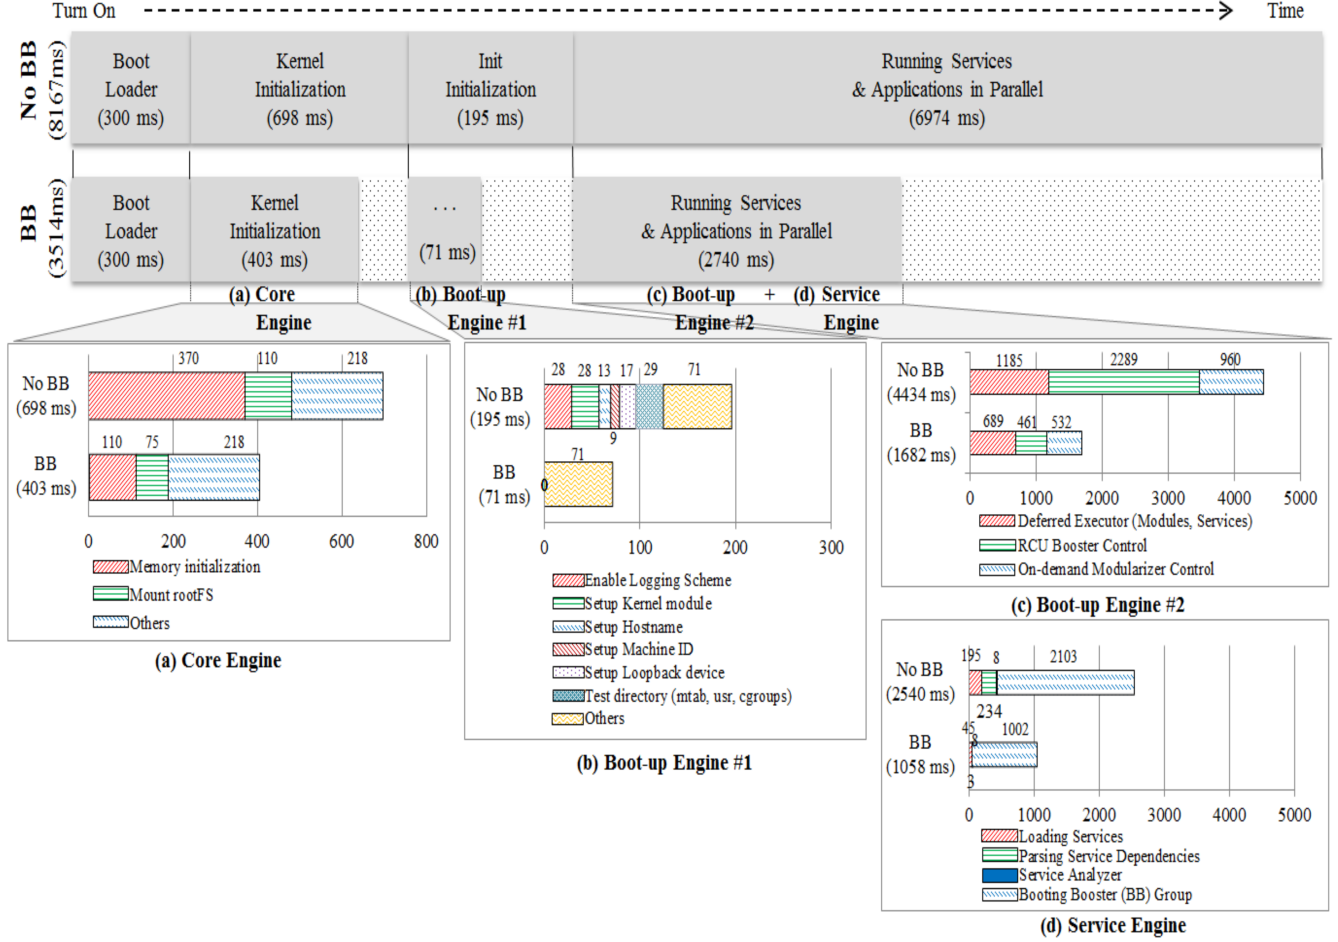 Turn On
Time
No BB
(8167ms)
Boot
Loader
(300 ms)
Kernel
Initialization
(698 ms)
Init
Initialization
(195 ms)
Running Services
& Applications in Parallel
(6974 ms)
BB
(3514ms)
Boot
Loader
(300 ms)
Kernel
Initialization
(403 ms)
. . .
(71 ms)
Running Services
& Applications in Parallel
(2740 ms)
(a) Core
Engine
(b) Boot-up
Engine #1
(c) Boot-up
Engine #2
+
(d) Service
Engine
370 110 218
No BB
(698 ms)
110 75 218
BB
(403 ms)
0 200 400 600 800
Memory initialization
Mount rootFS
Others
(a) Core Engine
28 28 13 17 29 71
No BB
(195 ms)
9
71
BB
(71 ms)
0
0 100 200 300
Enable Logging Scheme
Setup Kernel module
Setup Hostname
Setup Machine ID
Setup Loopback device
Test directory (mtab, usr, cgroups)
Others
(b) Boot-up Engine #1
1185 2289 960
No BB
(4434 ms)
689 461 532
BB
(1682 ms)
0 1000 2000 3000 4000 5000
Deferred Executor (Modules, Services)
RCU Booster Control
On-demand Modularizer Control
(c) Boot-up Engine #2
195 8 2103
No BB
(2540 ms)
234
45 8 1002
BB
(1058 ms)
3
0 1000 2000 3000 4000 5000
Loading Services
Parsing Service Dependencies
Service Analyzer
Booting Booster (BB) Group
(d) Service Engine